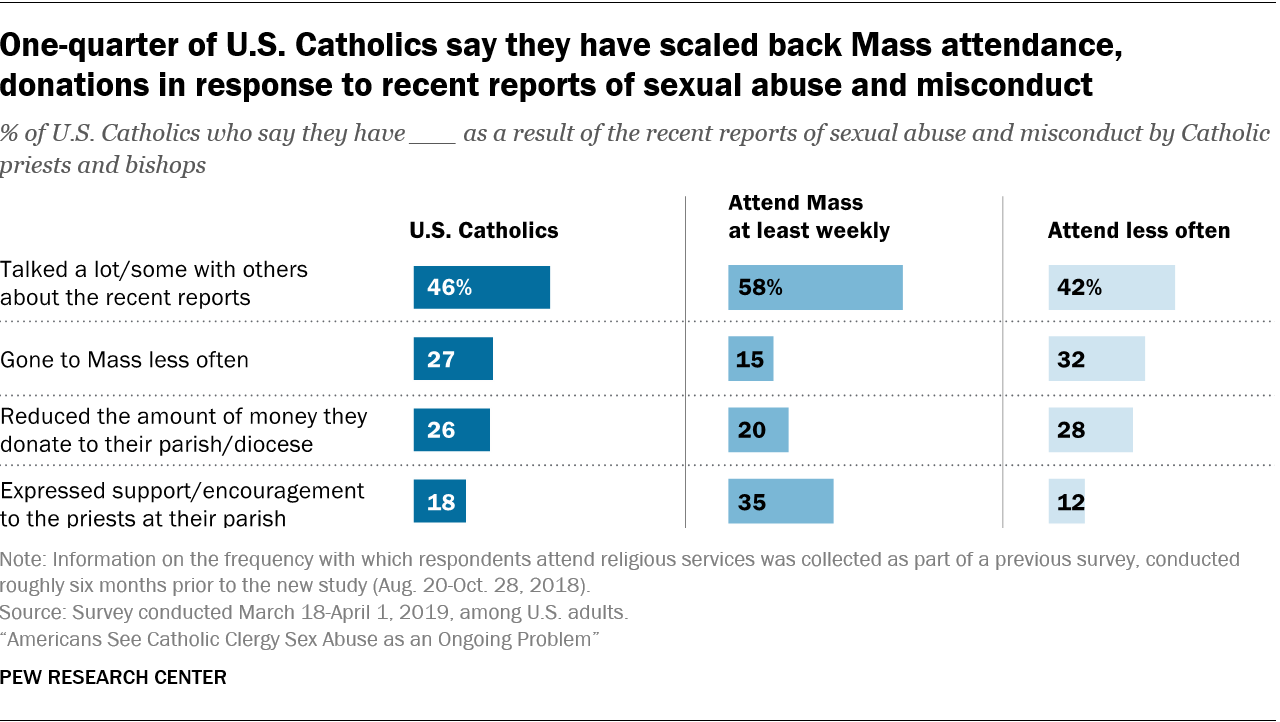 One-quarter of U.S. Catholics say they have scaled back Mass attendance,
donations in response to recent reports of sexual abuse and misconduct
% of U.S. Catholics who say they have ___ as a result of the recent reports of sexual abuse and misconduct by Catholic
priests and bishops
U.S. Catholics
Attend Mass
at least weekly
Attend less often
Talked a lot/some with others
about the recent reports
46%
58%
42%
Gone to Mass less often
27
15
32
Reduced the amount of money they
donate to their parish/diocese
26
20
28
Expressed support/encouragement
to the priests at their parish
18
35
12
Note: Information on the frequency with which respondents attend religious services was collected as part of a previous survey, conducted
roughly six months prior to the new study (Aug. 20-Oct. 28, 2018).
Source: Survey conducted March 18-April 1, 2019, among U.S. adults.
“Americans See Catholic Clergy Sex Abuse as an Ongoing Problem”
PEW RESEARCH CENTER